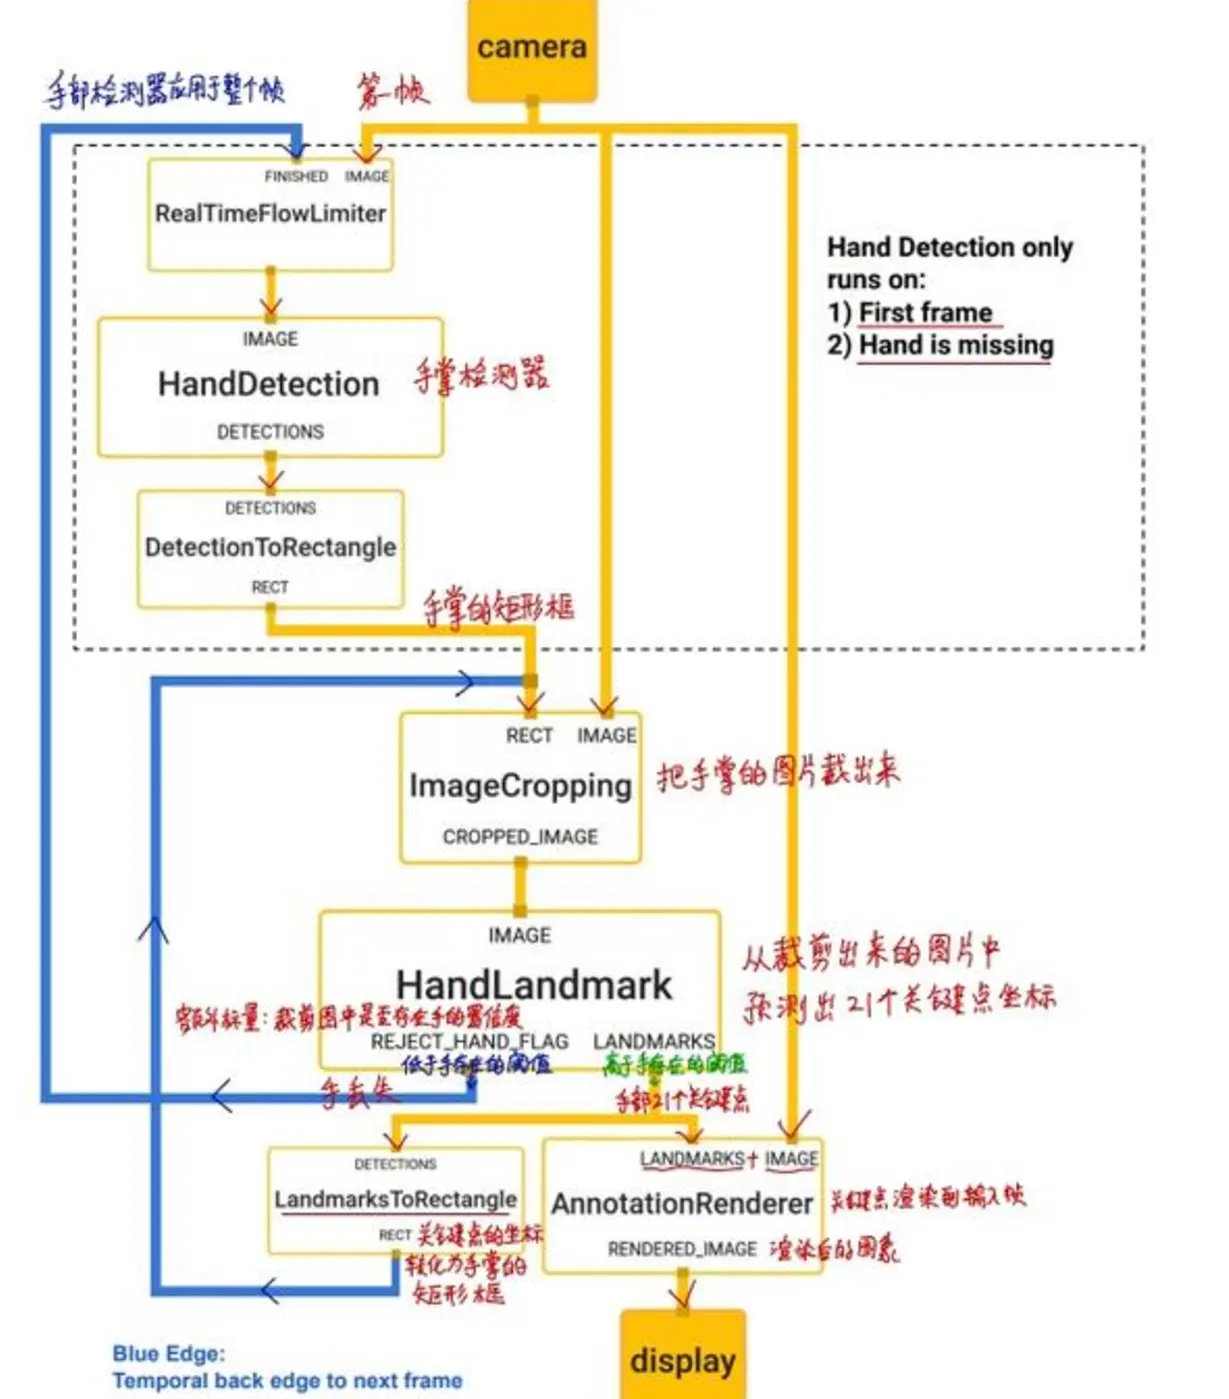 camera
手部检测器应用于整个帧
第一帧
FINISHED IMAGE
RealTimeFlowLimiter
Hand Detection only
runs on:
1) First frame
2) Hand is missing
IMAGE
HandDetection
手掌检测器
DETECTIONS
DETECTIONS
DetectionToRectangle
RECT
手掌的矩形框
RECT IMAGE
ImageCropping
把手掌的图片截出来
CROPPED_IMAGE
IMAGE
HandLandmark
从裁剪出来的图片中
预测出21个关键点坐标
标量:裁剪图中是否存在手的置信度
REJECT_HAND_FLAG LANDMARKS
低于手存在的阈值
高于手存在的阈值
手丢失
手部21个关键点
DETECTIONS
LandmarksToRectangle
RECT 关键点的坐标
转化为手掌的
矩形框
LANDMARKS + IMAGE
AnnotationRenderer
关键点渲染到输入帧
RENDERED_IMAGE 渲染后的图象
display
Blue Edge:
Temporal back edge to next frame